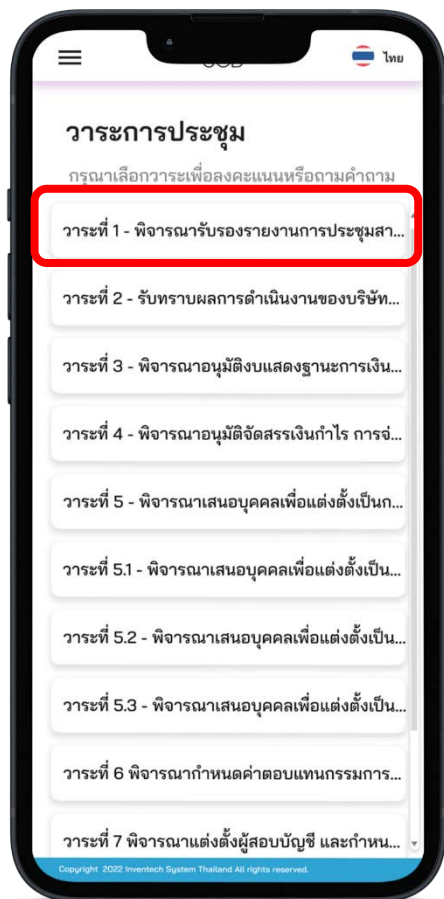 ไทย
วาระการประชุม
กรุณาเลือกวาระเพื่อลงคะแนนหรือถามคำถาม
วาระที่ 1 - พิจารณารับรองรายงานการประชุมสา...
วาระที่ 2 - รับทราบผลการดำเนินงานของบริษัท...
วาระที่ 3 - พิจารณาอนุมัติงบแสดงฐานะการเงิน...
วาระที่ 4 - พิจารณาอนุมัติจัดสรรเงินกำไร การจ่...
วาระที่ 5 - พิจารณาเสนอบุคคลเพื่อแต่งตั้งเป็นก...
วาระที่ 5.1 - พิจารณาเสนอบุคคลเพื่อแต่งตั้งเป็น...
วาระที่ 5.2 - พิจารณาเสนอบุคคลเพื่อแต่งตั้งเป็น...
วาระที่ 5.3 - พิจารณาเสนอบุคคลเพื่อแต่งตั้งเป็น...
วาระที่ 6 พิจารณากำหนดค่าตอบแทนกรรมการ...
วาระที่ 7 พิจารณาแต่งตั้งผู้สอบบัญชี และกำหน...
Copyright 2022 Inventech System Thailand All rights reserved.